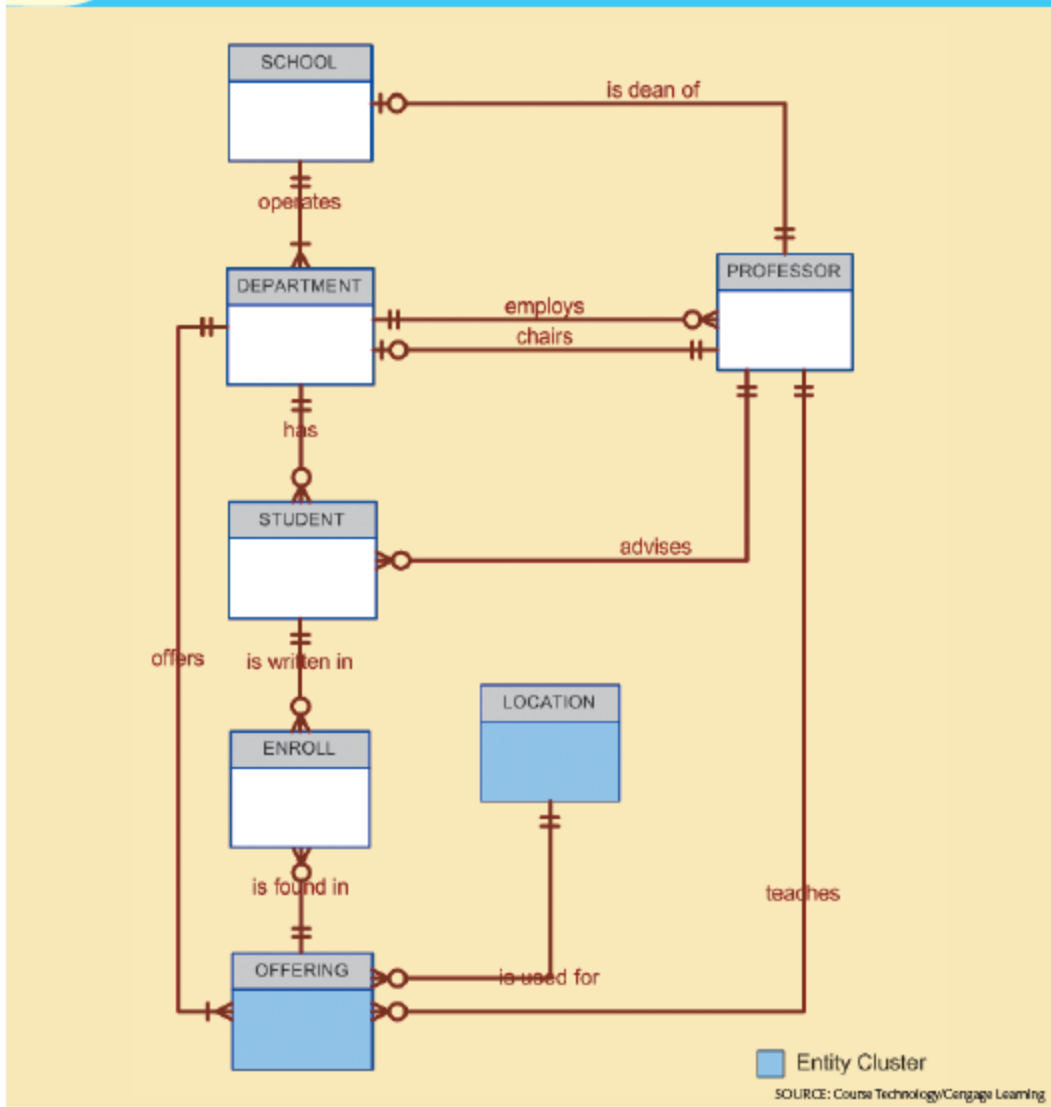 SCHOOL
is dean of
operates
PROFESSOR
DEPARTMENT
employs
chairs
has
STUDENT
advises
offers
is written in
LOCATION
ENROLL
is found in
teaches
OFFERING
is used for
Entity Cluster
SOURCE: Course Technology/Cengage Learning